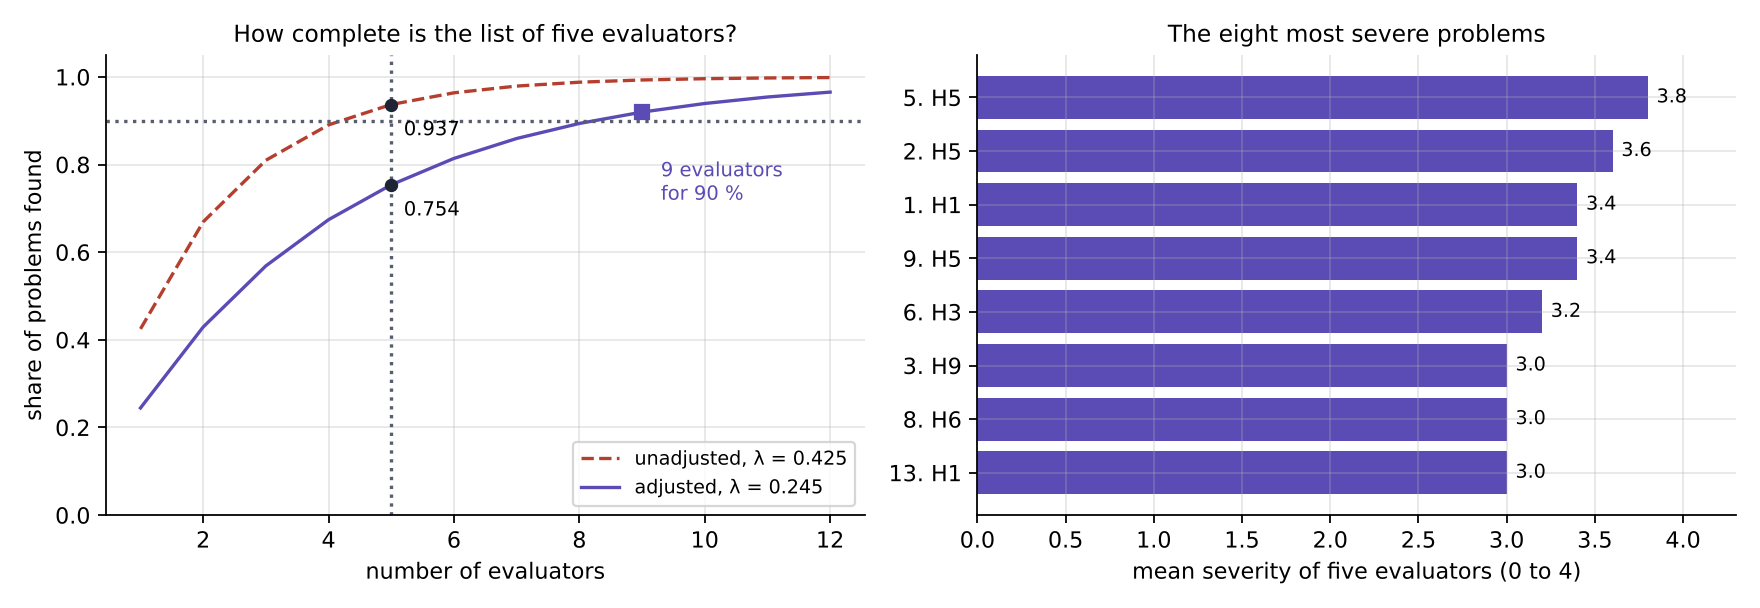 How complete is the list of five evaluators?
share of problems found
1.0
0.8
0.6
0.4
0.2
0.0
0.937
0.754
9 evaluators
for 90 %
unadjusted, λ = 0.425
adjusted, λ = 0.245
2 4 6 8 10 12
number of evaluators
The eight most severe problems
5. H5 3.8
2. H5 3.6
1. H1 3.4
9. H5 3.4
6. H3 3.2
3. H9 3.0
8. H6 3.0
13. H1 3.0
0.0 0.5 1.0 1.5 2.0 2.5 3.0 3.5 4.0
mean severity of five evaluators (0 to 4)